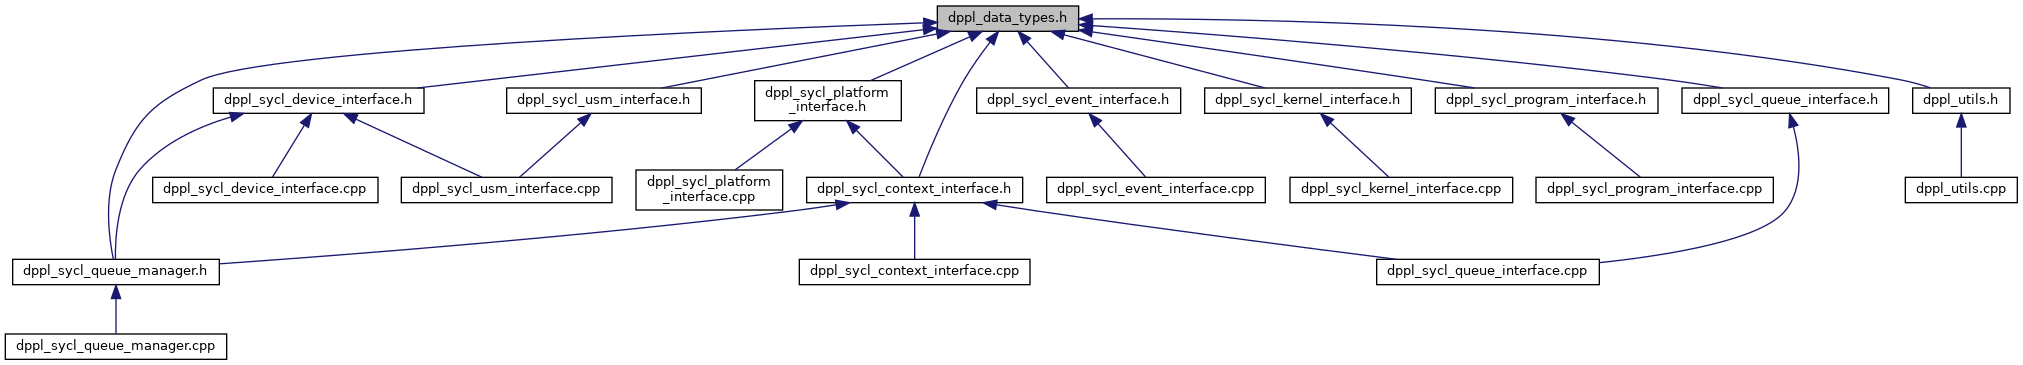 dppl_data_types.h
dppl_sycl_device_interface.h
dppl_sycl_usm_interface.h
dppl_sycl_platform
_interface.h
dppl_sycl_event_interface.h
dppl_sycl_kernel_interface.h
dppl_sycl_program_interface.h
dppl_sycl_queue_interface.h
dppl_utils.h
dppl_sycl_device_interface.cpp
dppl_sycl_usm_interface.cpp
dppl_sycl_platform
_interface.cpp
dppl_sycl_context_interface.h
dppl_sycl_event_interface.cpp
dppl_sycl_kernel_interface.cpp
dppl_sycl_program_interface.cpp
dppl_utils.cpp
dppl_sycl_queue_manager.h
dppl_sycl_context_interface.cpp
dppl_sycl_queue_interface.cpp
dppl_sycl_queue_manager.cpp